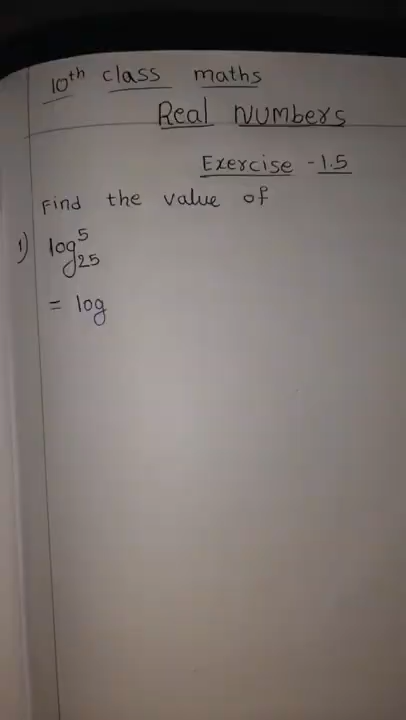 10th class maths
Real Numbers
Exercise - 1.5
Find the value of
1) log 5 25
= log